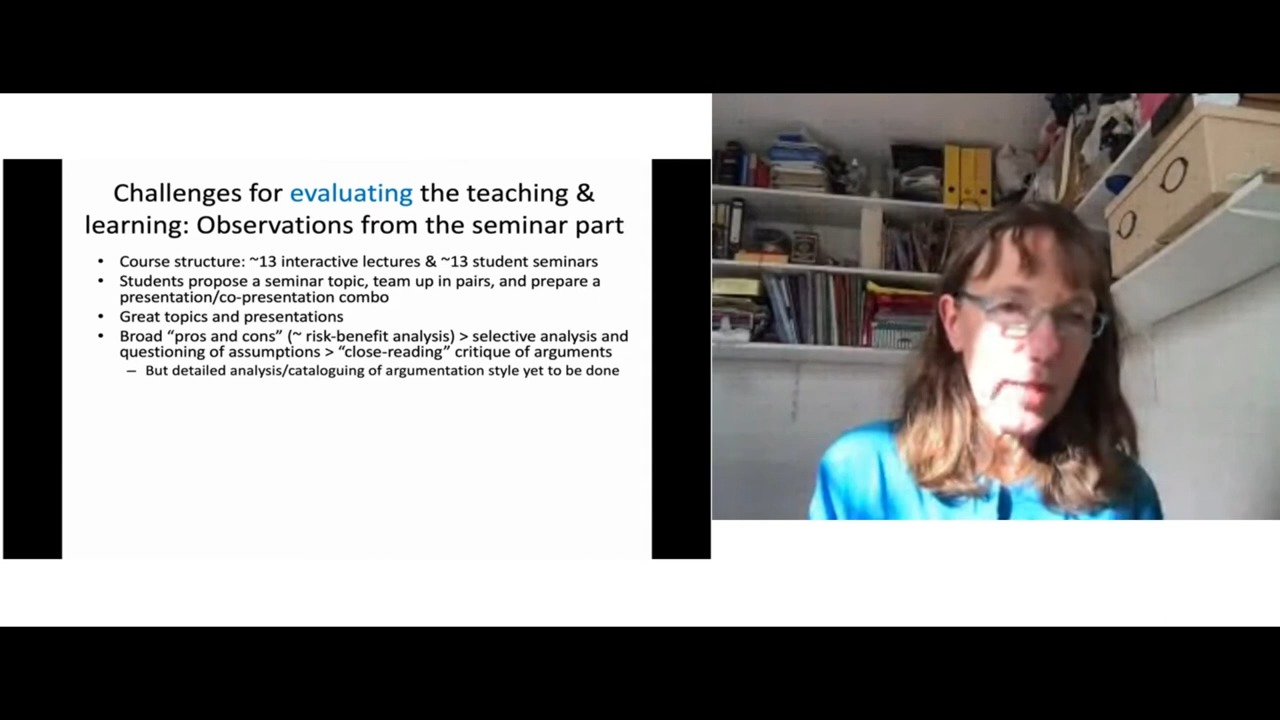 Challenges for evaluating the teaching &
learning: Observations from the seminar part
• Course structure: ~13 interactive lectures & ~13 student seminars
• Students propose a seminar topic, team up in pairs, and prepare a
presentation/co-presentation combo
• Great topics and presentations
• Broad “pros and cons” (~ risk-benefit analysis) > selective analysis and
questioning of assumptions > “close-reading” critique of arguments
– But detailed analysis/cataloguing of argumentation style yet to be done